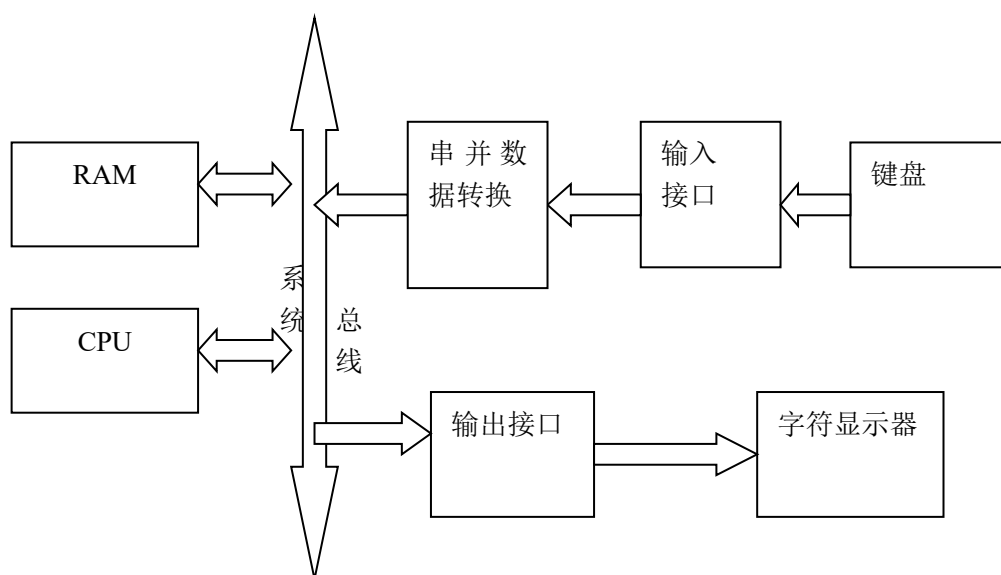 RAM
串并数
据转换
输入
接口
键盘
系
统
总
线
CPU
输出接口
字符显示器